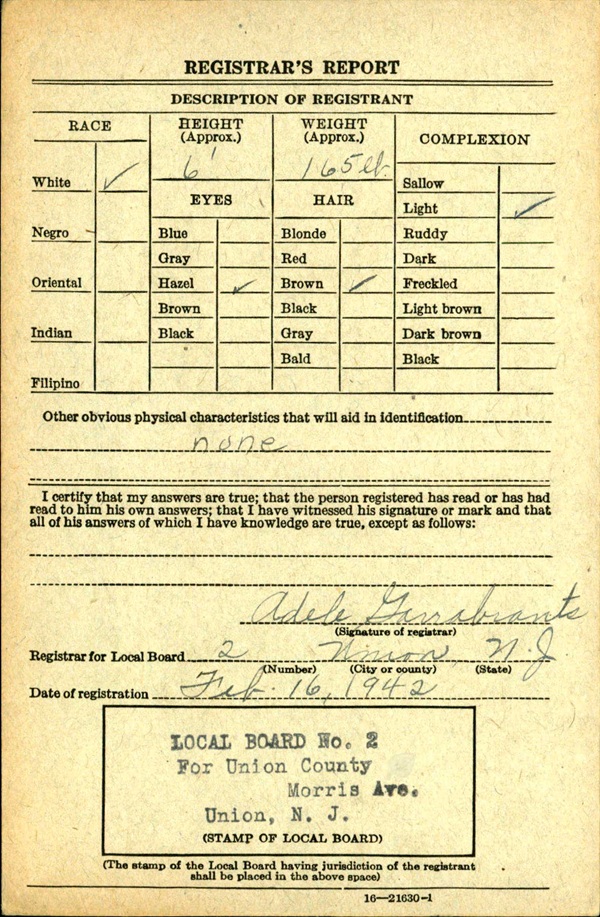 REGISTRAR'S REPORT
DESCRIPTION OF REGISTRANT
RACE
HEIGHT
(Approx.)
WEIGHT
(Approx.)
COMPLEXION
6'
165 lb.
White ✓
Sallow
EYES
HAIR
Light ✓
Negro
Blue
Blonde
Ruddy
Gray
Red
Dark
Oriental
Hazel ✓
Brown ✓
Freckled
Brown
Black
Light brown
Indian
Black
Gray
Dark brown
Bald
Black
Filipino
Other obvious physical characteristics that will aid in identification
none
I certify that my answers are true; that the person registered has read or has had
read to him his own answers; that I have witnessed his signature or mark and that
all of his answers of which I have knowledge are true, except as follows:
Adele Garrabrants
(Signature of registrar)
Registrar for Local Board 2 Union N.J.
(Number) (City or county) (State)
Date of registration Feb. 16, 1942
LOCAL BOARD No. 2
For Union County
Morris Ave.
Union, N. J.
(STAMP OF LOCAL BOARD)
(The stamp of the Local Board having jurisdiction of the registrant
shall be placed in the above space)
16—21630-1